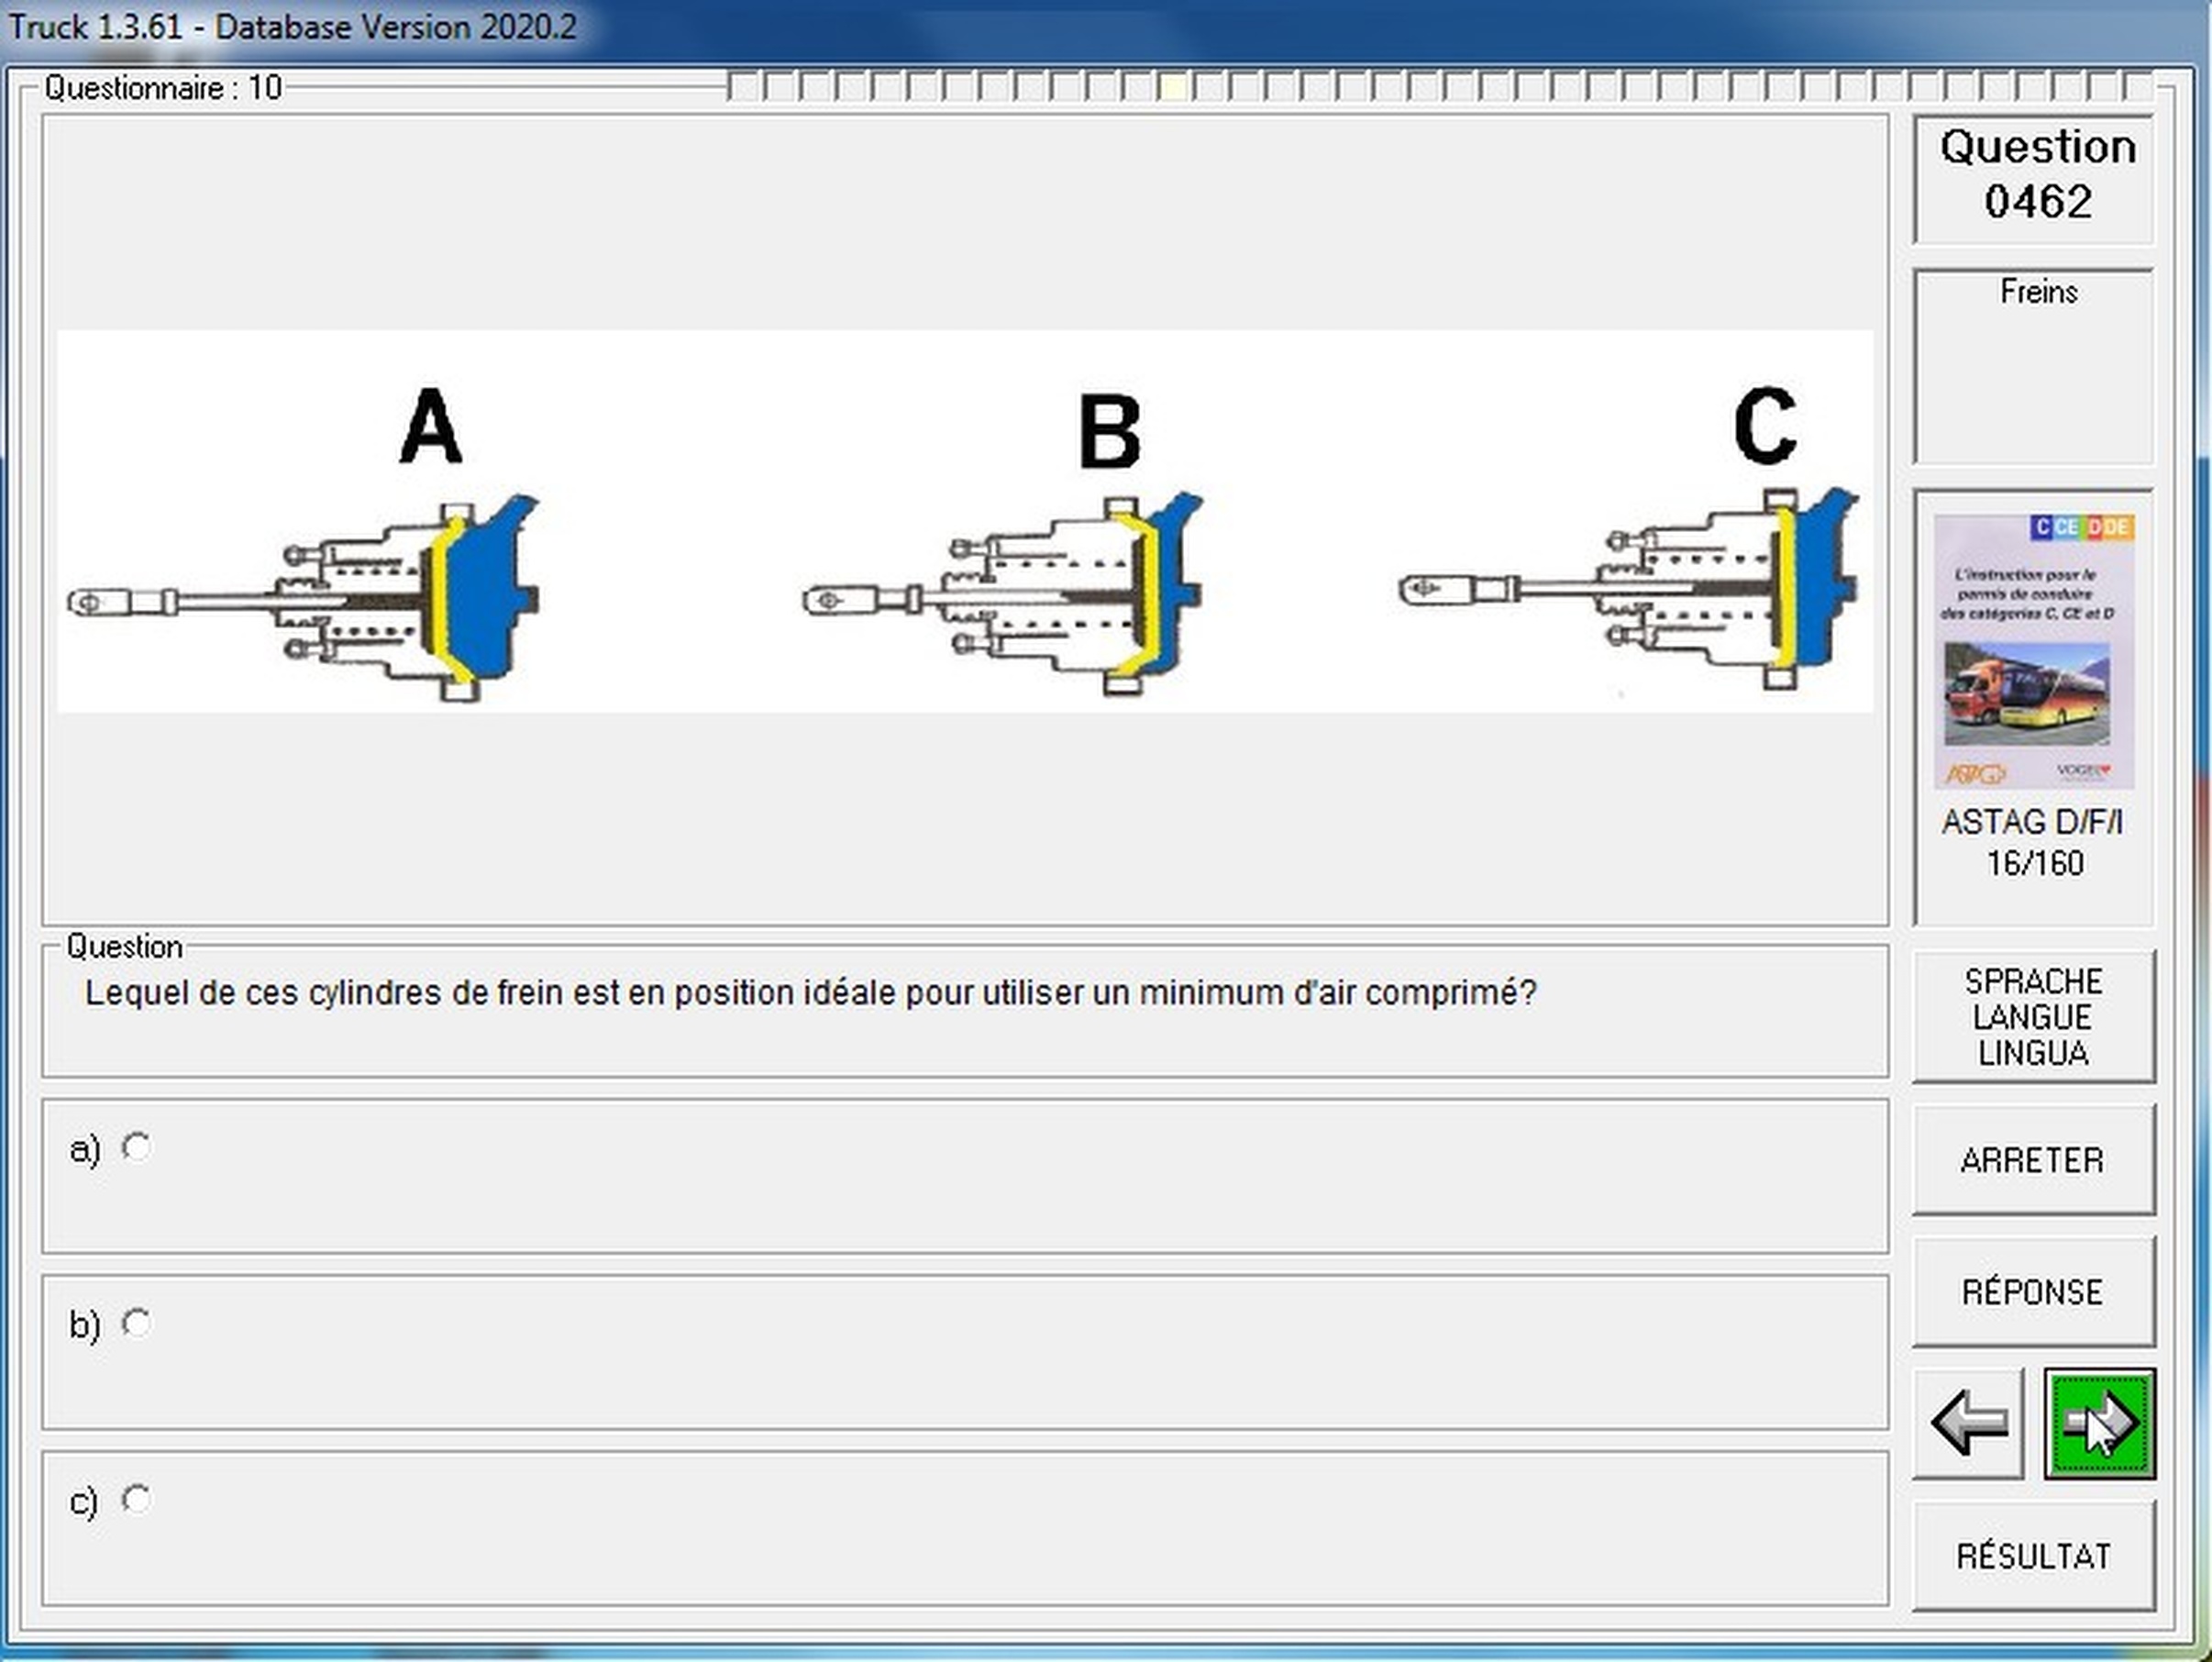 Truck 1.3.61 - Database Version 2020.2
Questionnaire : 10
Question
0462
Freins
A
B
C
C CE D DE
L'instruction pour le
permis de conduire
des catégories C, CE et D
ASTAG
VOGEL
ASTAG D/F/I
16/160
Question
Lequel de ces cylindres de frein est en position idéale pour utiliser un minimum d'air comprimé?
a)
b)
c)
SPRACHE
LANGUE
LINGUA
ARRETER
RÉPONSE
RÉSULTAT